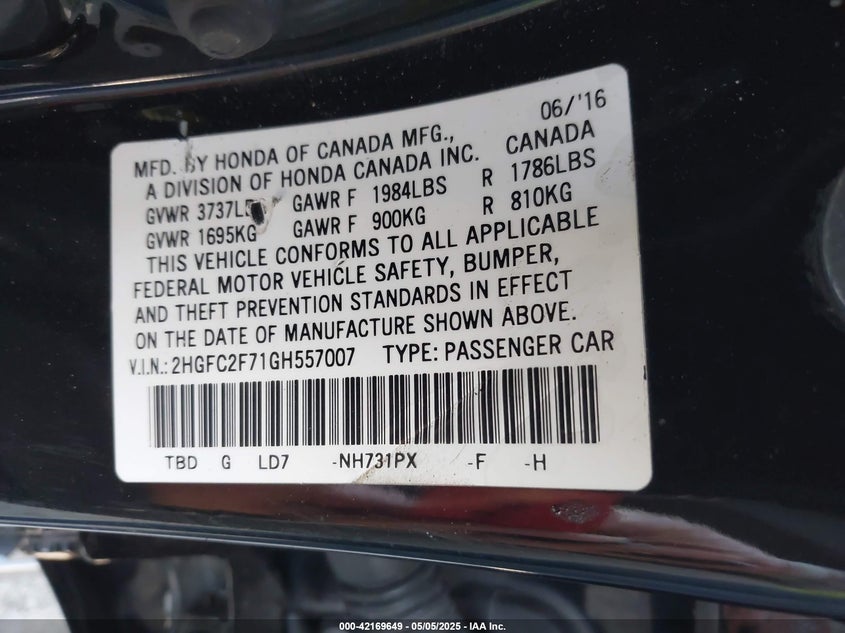 06/'16
MFD. BY HONDA OF CANADA MFG.,
A DIVISION OF HONDA CANADA INC. CANADA
GVWR 3737L GAWR F 1984LBS R 1786LBS
GVWR 1695KG GAWR F 900KG R 810KG
THIS VEHICLE CONFORMS TO ALL APPLICABLE
FEDERAL MOTOR VEHICLE SAFETY, BUMPER,
AND THEFT PREVENTION STANDARDS IN EFFECT
ON THE DATE OF MANUFACTURE SHOWN ABOVE.
V.I.N.: 2HGFC2F71GH557007 TYPE: PASSENGER CAR
TBD G LD7 -NH731PX -F -H
000-42169649 - 05/05/2025 - IAA Inc.